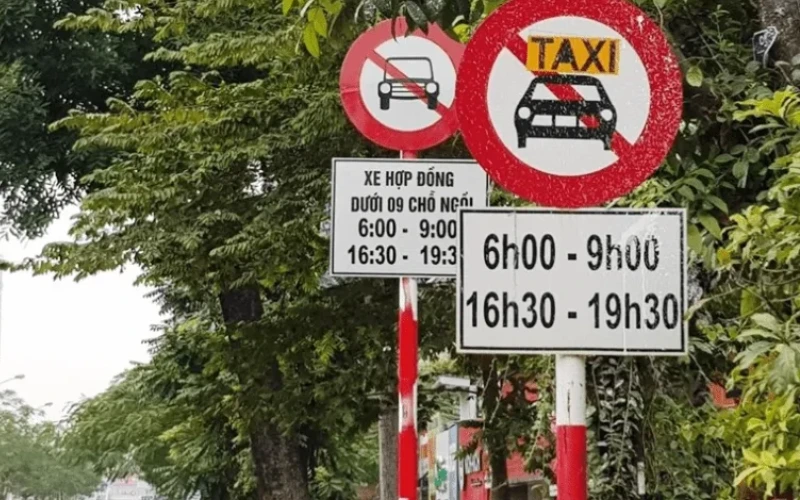 XE HỢP ĐỒNG
DƯỚI 09 CHỖ NGỒI
6:00 - 9:00
16:30 - 19:3
TAXI
6h00 - 9h00
16h30 - 19h30